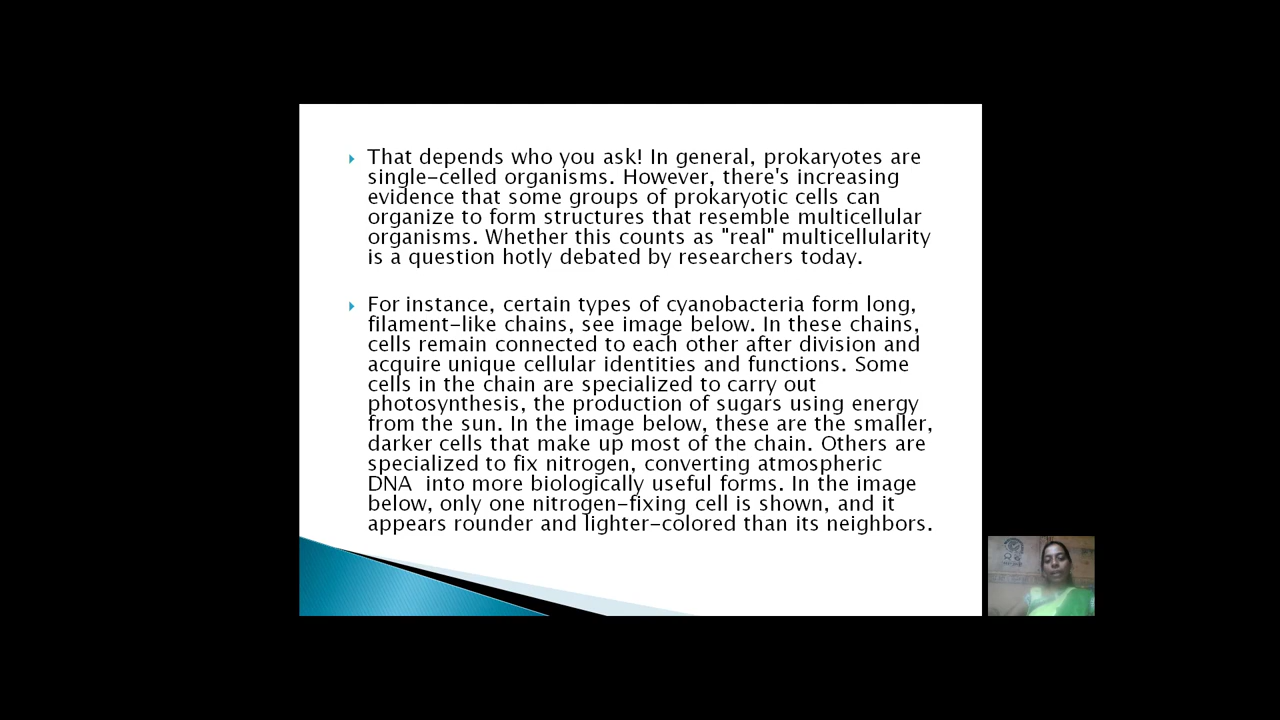 That depends who you ask! In general, prokaryotes are
single-celled organisms. However, there's increasing
evidence that some groups of prokaryotic cells can
organize to form structures that resemble multicellular
organisms. Whether this counts as "real" multicellularity
is a question hotly debated by researchers today.
For instance, certain types of cyanobacteria form long,
filament-like chains, see image below. In these chains,
cells remain connected to each other after division and
acquire unique cellular identities and functions. Some
cells in the chain are specialized to carry out
photosynthesis, the production of sugars using energy
from the sun. In the image below, these are the smaller,
darker cells that make up most of the chain. Others are
specialized to fix nitrogen, converting atmospheric
DNA  into more biologically useful forms. In the image
below, only one nitrogen-fixing cell is shown, and it
appears rounder and lighter-colored than its neighbors.